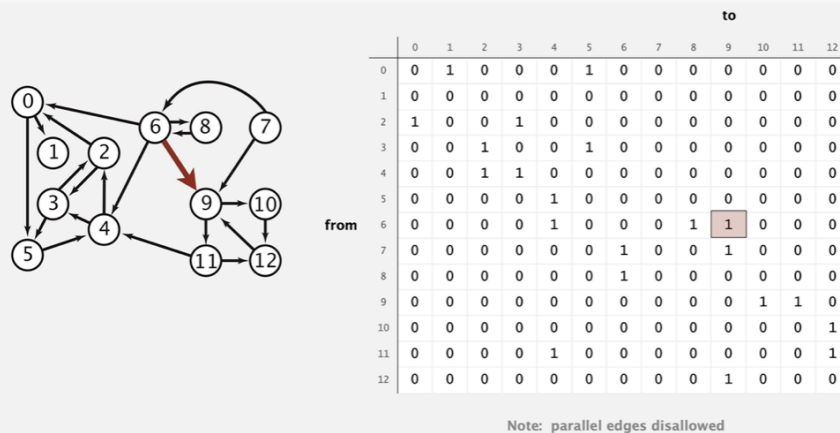 to
0 1 2 3 4 5 6 7 8 9 10 11 12
0 0 1 0 0 0 1 0 0 0 0 0 0 0
1 0 0 0 0 0 0 0 0 0 0 0 0 0
2 1 0 0 1 0 0 0 0 0 0 0 0 0
3 0 0 1 0 0 1 0 0 0 0 0 0 0
4 0 0 1 1 0 0 0 0 0 0 0 0 0
5 0 0 0 0 1 0 0 0 0 0 0 0 0
from
6 0 0 0 0 1 0 0 0 1 1 0 0 0
7 0 0 0 0 0 0 1 0 0 1 0 0 0
8 0 0 0 0 0 0 1 0 0 0 0 0 0
9 0 0 0 0 0 0 0 0 0 0 1 1 0
10 0 0 0 0 0 0 0 0 0 0 0 0 1
11 0 0 0 0 1 0 0 0 0 0 0 0 1
12 0 0 0 0 0 0 0 0 0 1 0 0 0
0
6 8 7
1 2
3 9 10
4
5 11 12
Note: parallel edges disallowed